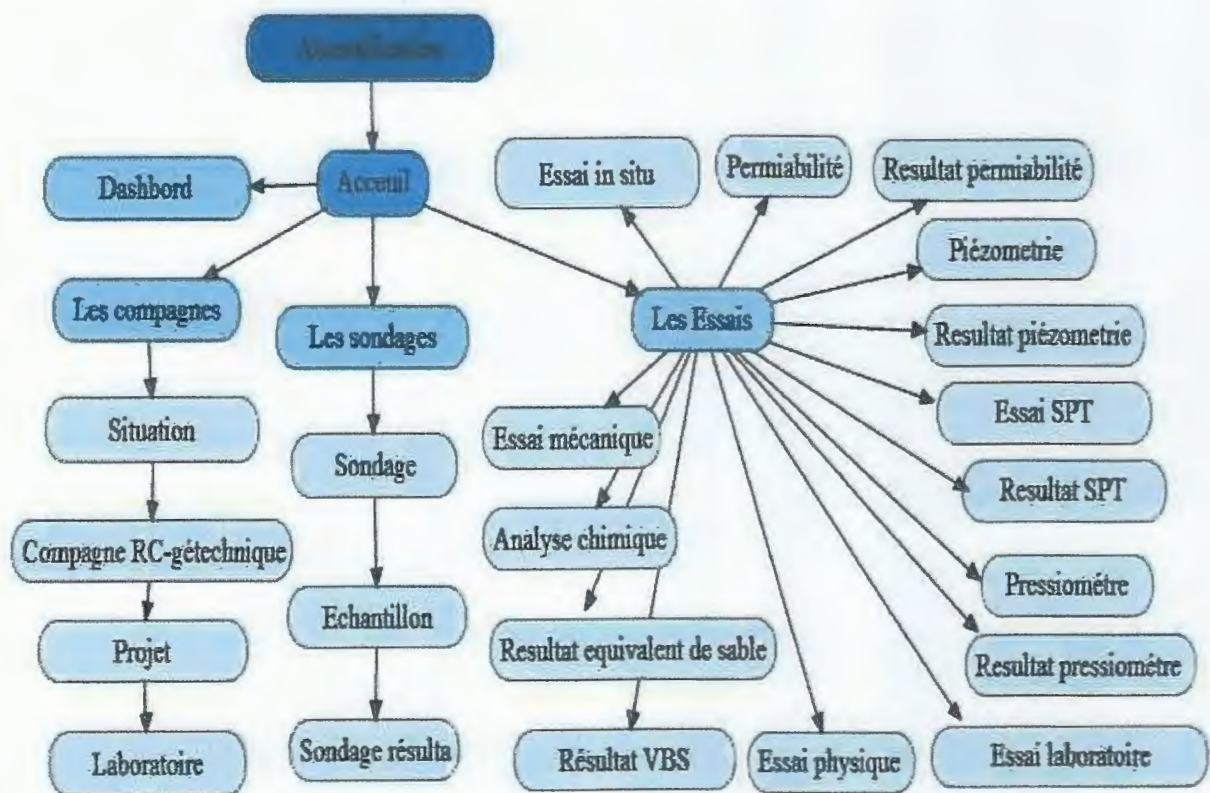 Acceuil
Dashbord
Essai in situ
Permiabilité
Resultat permiabilité
Piézometrie
Les compagnes
Les sondages
Les Essais
Resultat piézometrie
Situation
Sondage
Essai mécanique
Essai SPT
Compagne RC-gétechnique
Analyse chimique
Resultat SPT
Projet
Echantillon
Resultat equivalent de sable
Pressiométre
Resultat pressiométre
Laboratoire
Sondage résulta
Résultat VBS
Essai physique
Essai laboratoire